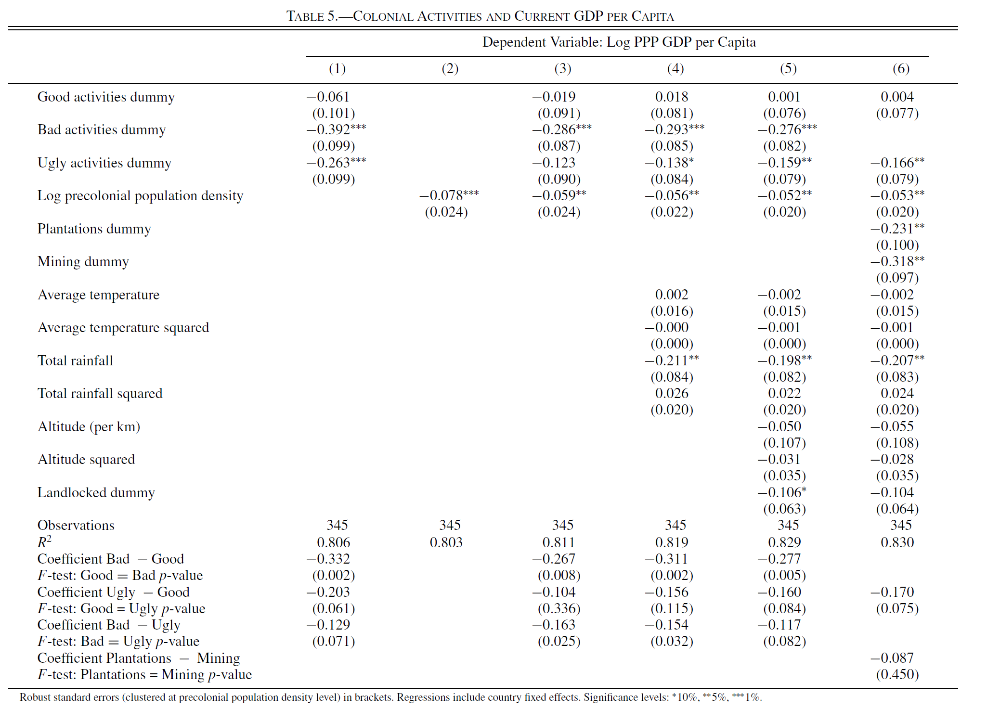 TABLE 5.—COLONIAL ACTIVITIES AND CURRENT GDP PER CAPITA
Dependent Variable: Log PPP GDP per Capita
(1) (2) (3) (4) (5) (6)
Good activities dummy −0.061 −0.019 0.018 0.001 0.004
(0.101) (0.091) (0.081) (0.076) (0.077)
Bad activities dummy −0.392*** −0.286*** −0.293*** −0.276***
(0.099) (0.087) (0.085) (0.082)
Ugly activities dummy −0.263*** −0.123 −0.138* −0.159** −0.166**
(0.099) (0.090) (0.084) (0.079) (0.079)
Log precolonial population density −0.078*** −0.059** −0.056** −0.052** −0.053**
(0.024) (0.024) (0.022) (0.020) (0.020)
Plantations dummy −0.231**
(0.100)
Mining dummy −0.318**
(0.097)
Average temperature 0.002 −0.002 −0.002
(0.016) (0.015) (0.015)
Average temperature squared −0.000 −0.001 −0.001
(0.000) (0.000) (0.000)
Total rainfall −0.211** −0.198** −0.207**
(0.084) (0.082) (0.083)
Total rainfall squared 0.026 0.022 0.024
(0.020) (0.020) (0.020)
Altitude (per km) −0.050 −0.055
(0.107) (0.108)
Altitude squared −0.031 −0.028
(0.035) (0.035)
Landlocked dummy −0.106* −0.104
(0.063) (0.064)
Observations 345 345 345 345 345 345
R² 0.806 0.803 0.811 0.819 0.829 0.830
Coefficient Bad − Good −0.332 −0.267 −0.311 −0.277
F-test: Good = Bad p-value (0.002) (0.008) (0.002) (0.005)
Coefficient Ugly − Good −0.203 −0.104 −0.156 −0.160 −0.170
F-test: Good = Ugly p-value (0.061) (0.336) (0.115) (0.084) (0.075)
Coefficient Bad − Ugly −0.129 −0.163 −0.154 −0.117
F-test: Bad = Ugly p-value (0.071) (0.025) (0.032) (0.082)
Coefficient Plantations − Mining −0.087
F-test: Plantations = Mining p-value (0.450)
Robust standard errors (clustered at precolonial population density level) in brackets. Regressions include country fixed effects. Significance levels: *10%, **5%, ***1%.